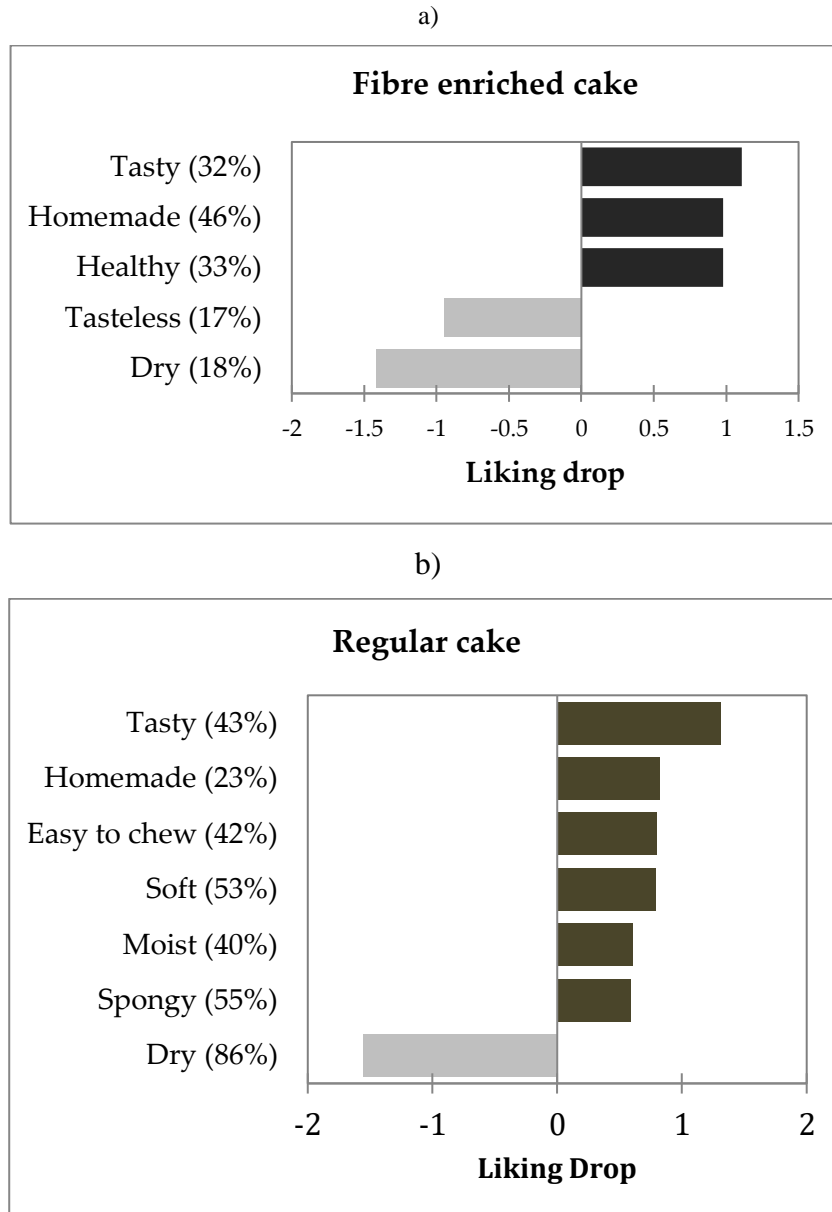 a)
Fibre enriched cake
Tasty (32%)
Homemade (46%)
Healthy (33%)
Tasteless (17%)
Dry (18%)
-2 -1.5 -1 -0.5 0 0.5 1 1.5
Liking drop
b)
Regular cake
Tasty (43%)
Homemade (23%)
Easy to chew (42%)
Soft (53%)
Moist (40%)
Spongy (55%)
Dry (86%)
-2 -1 0 1 2
Liking Drop